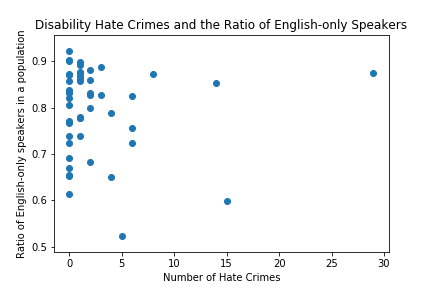 Disability Hate Crimes and the Ratio of English-only Speakers
Ratio of English-only speakers in a population
0.9
0.8
0.7
0.6
0.5
0 5 10 15 20 25 30
Number of Hate Crimes